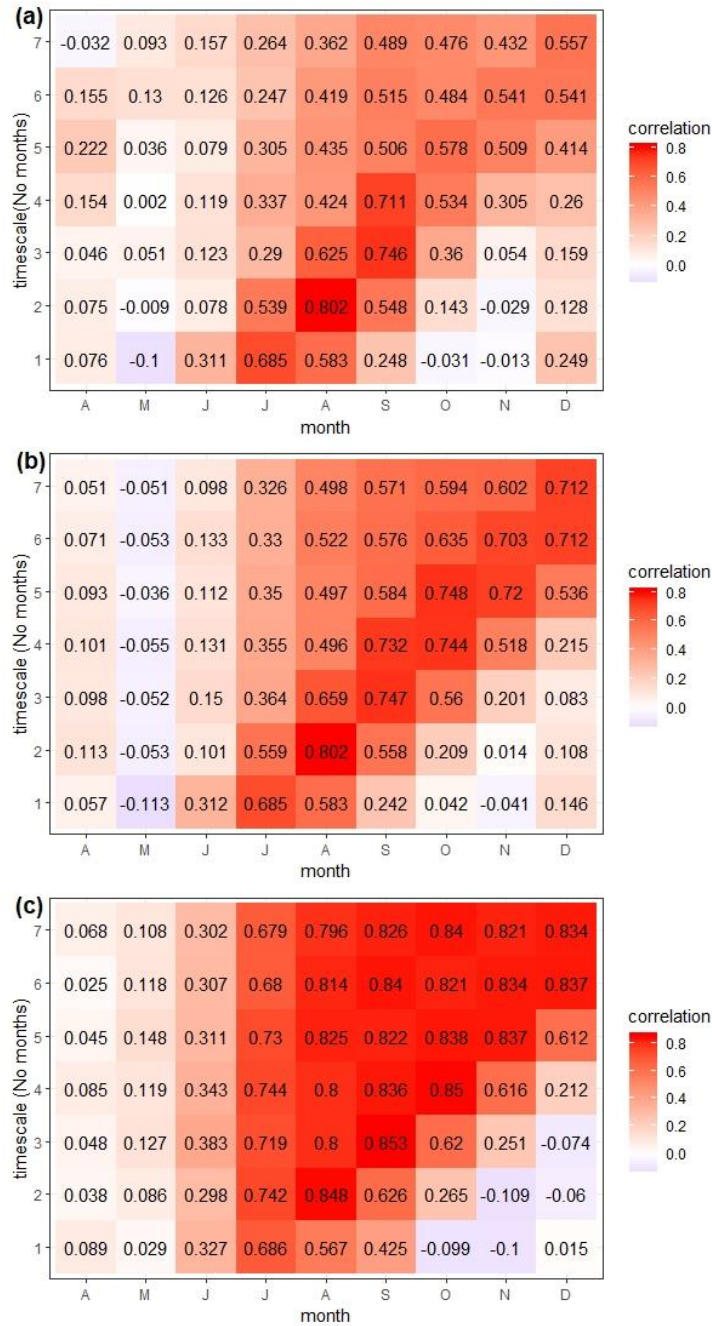 (a)
7 -0.032 0.093 0.157 0.264 0.362 0.489 0.476 0.432 0.557
6 0.155 0.13 0.126 0.247 0.419 0.515 0.484 0.541 0.541
5 0.222 0.036 0.079 0.305 0.435 0.506 0.578 0.509 0.414
4 0.154 0.002 0.119 0.337 0.424 0.711 0.534 0.305 0.26
3 0.046 0.051 0.123 0.29 0.625 0.746 0.36 0.054 0.159
2 0.075 -0.009 0.078 0.539 0.802 0.548 0.143 -0.029 0.128
1 0.076 -0.1 0.311 0.685 0.583 0.248 -0.031 -0.013 0.249
A M J J A S O N D
month
timescale(No months)
correlation
0.8
0.6
0.4
0.2
0.0
(b)
7 0.051 -0.051 0.098 0.326 0.498 0.571 0.594 0.602 0.712
6 0.071 -0.053 0.133 0.33 0.522 0.576 0.635 0.703 0.712
5 0.093 -0.036 0.112 0.35 0.497 0.584 0.748 0.72 0.536
4 0.101 -0.055 0.131 0.355 0.496 0.732 0.744 0.518 0.215
3 0.098 -0.052 0.15 0.364 0.659 0.747 0.56 0.201 0.083
2 0.113 -0.053 0.101 0.559 0.802 0.558 0.209 0.014 0.108
1 0.057 -0.113 0.312 0.685 0.583 0.242 0.042 -0.041 0.146
A M J J A S O N D
month
timescale (No months)
correlation
0.8
0.6
0.4
0.2
0.0
(c)
7 0.068 0.108 0.302 0.679 0.796 0.826 0.84 0.821 0.834
6 0.025 0.118 0.307 0.68 0.814 0.84 0.821 0.834 0.837
5 0.045 0.148 0.311 0.73 0.825 0.822 0.838 0.837 0.612
4 0.085 0.119 0.343 0.744 0.8 0.836 0.85 0.616 0.212
3 0.048 0.127 0.383 0.719 0.8 0.853 0.62 0.251 -0.074
2 0.038 0.086 0.298 0.742 0.848 0.626 0.265 -0.109 -0.06
1 0.089 0.029 0.327 0.686 0.567 0.425 -0.099 -0.1 0.015
A M J J A S O N D
month
timescale (No months)
correlation
0.8
0.6
0.4
0.2
0.0